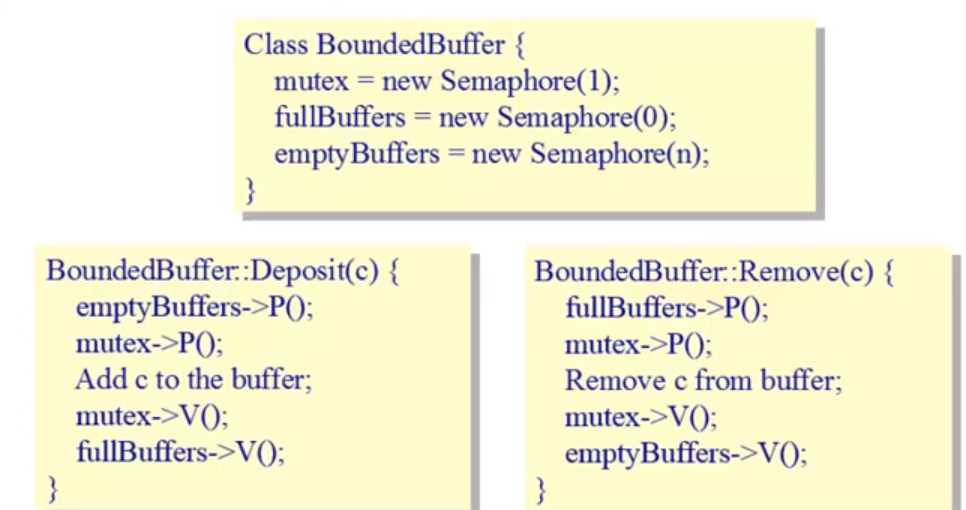 Class BoundedBuffer {
mutex = new Semaphore(1);
fullBuffers = new Semaphore(0);
emptyBuffers = new Semaphore(n);
}
BoundedBuffer::Deposit(c) {
emptyBuffers->P();
mutex->P();
Add c to the buffer;
mutex->V();
fullBuffers->V();
}
BoundedBuffer::Remove(c) {
fullBuffers->P();
mutex->P();
Remove c from buffer;
mutex->V();
emptyBuffers->V();
}